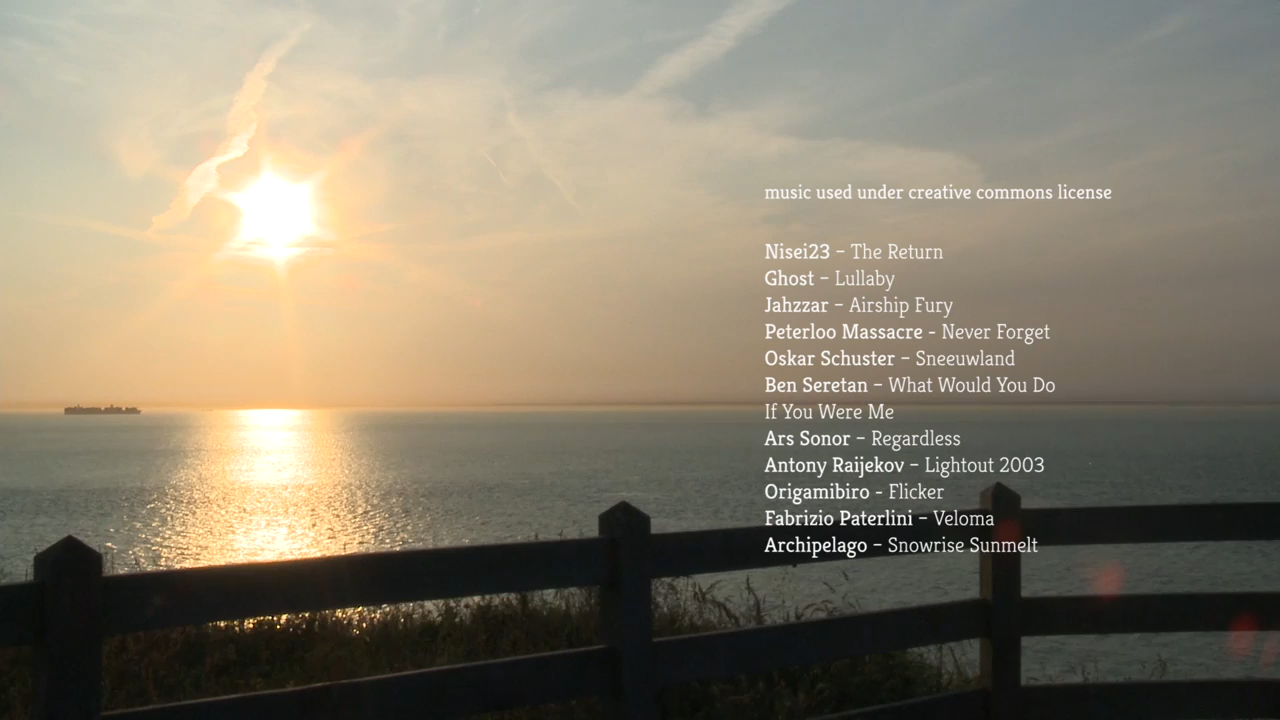 music used under creative commons license
Nisei23 – The Return
Ghost – Lullaby
Jahzzar – Airship Fury
Peterloo Massacre - Never Forget
Oskar Schuster – Sneeuwland
Ben Seretan – What Would You Do
If You Were Me
Ars Sonor – Regardless
Antony Raijekov – Lightout 2003
Origamibiro - Flicker
Fabrizio Paterlini – Veloma
Archipelago – Snowrise Sunmelt